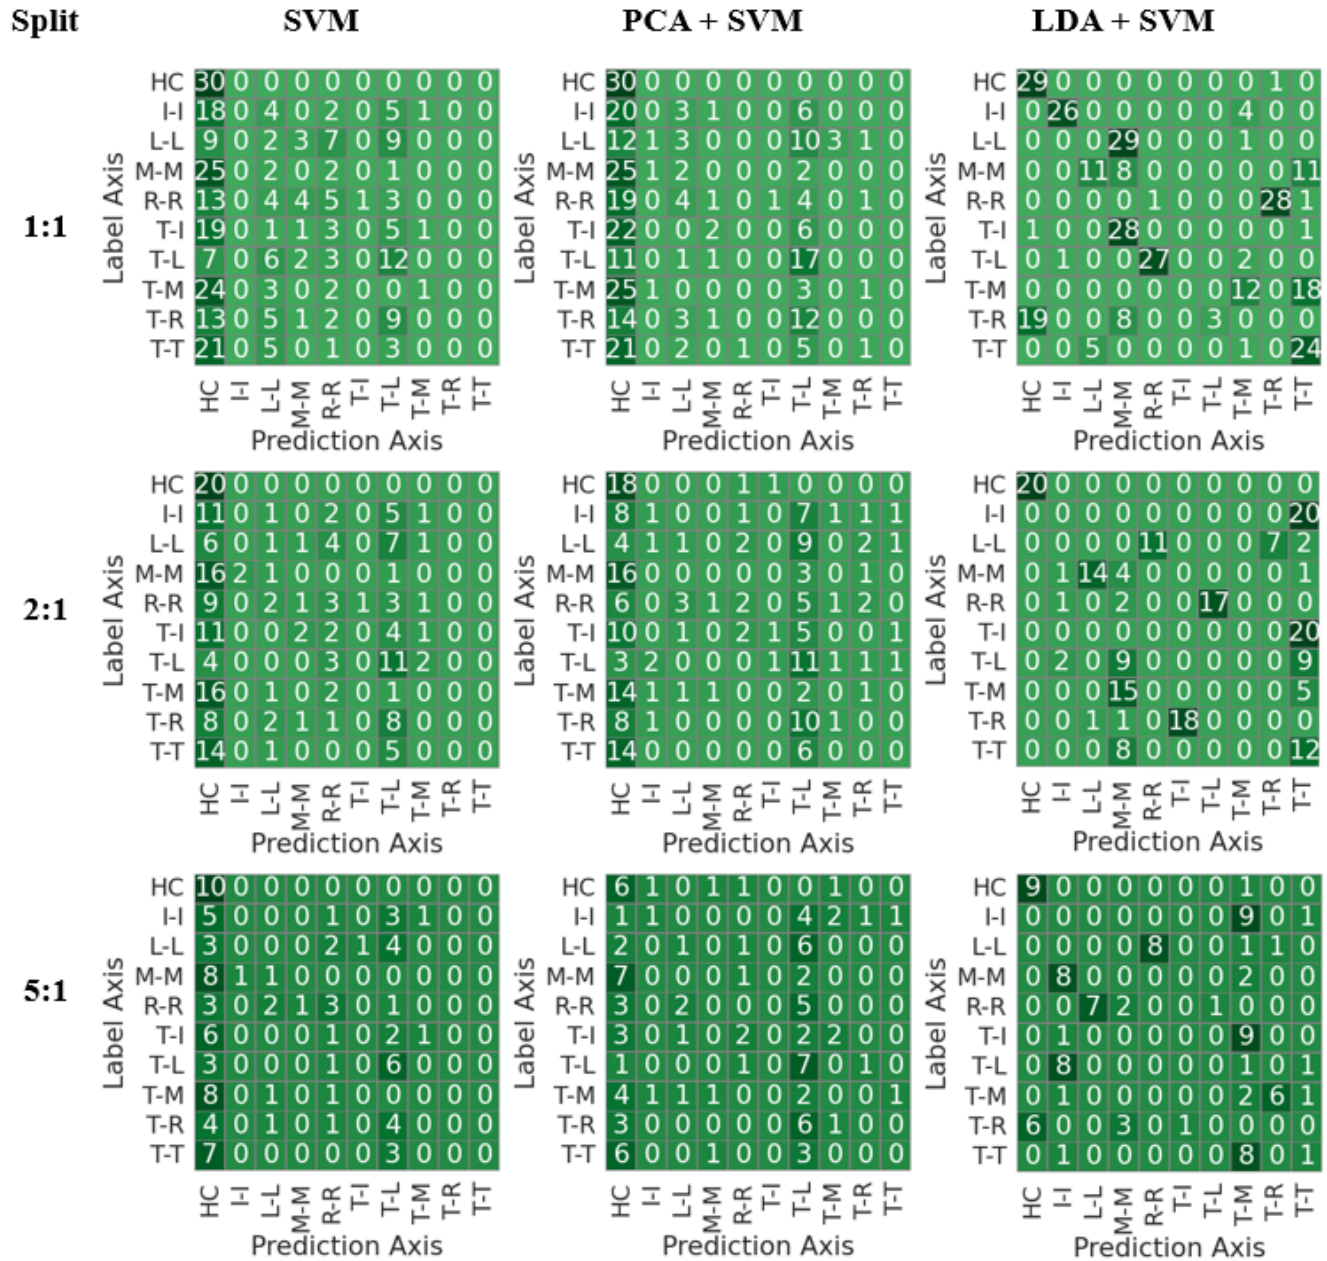 Split SVM PCA + SVM LDA + SVM
1:1
Label Axis
HC 30 0 0 0 0 0 0 0 0 0
I-I 18 0 4 0 2 0 5 1 0 0
L-L 9 0 2 3 7 0 9 0 0 0
M-M 25 0 2 0 2 0 1 0 0 0
R-R 13 0 4 4 5 1 3 0 0 0
T-I 19 0 1 1 3 0 5 1 0 0
T-L 7 0 6 2 3 0 12 0 0 0
T-M 24 0 3 0 2 0 0 1 0 0
T-R 13 0 5 1 2 0 9 0 0 0
T-T 21 0 5 0 1 0 3 0 0 0
HC I-I L-L M-M R-R T-I T-L T-M T-R T-T
Prediction Axis
Label Axis
HC 30 0 0 0 0 0 0 0 0 0
I-I 20 0 3 1 0 0 6 0 0 0
L-L 12 1 3 0 0 0 10 3 1 0
M-M 25 1 2 0 0 0 2 0 0 0
R-R 19 0 4 1 0 1 4 0 1 0
T-I 22 0 0 2 0 0 6 0 0 0
T-L 11 0 1 1 0 0 17 0 0 0
T-M 25 1 0 0 0 0 3 0 1 0
T-R 14 0 3 1 0 0 12 0 0 0
T-T 21 0 2 0 1 0 5 0 1 0
HC I-I L-L M-M R-R T-I T-L T-M T-R T-T
Prediction Axis
Label Axis
HC 29 0 0 0 0 0 0 0 1 0
I-I 0 26 0 0 0 0 0 4 0 0
L-L 0 0 0 29 0 0 0 1 0 0
M-M 0 0 11 8 0 0 0 0 0 11
R-R 0 0 0 0 1 0 0 0 28 1
T-I 1 0 0 28 0 0 0 0 0 1
T-L 0 1 0 0 27 0 0 2 0 0
T-M 0 0 0 0 0 0 0 12 0 18
T-R 19 0 0 8 0 0 3 0 0 0
T-T 0 0 5 0 0 0 0 1 0 24
HC I-I L-L M-M R-R T-I T-L T-M T-R T-T
Prediction Axis
2:1
Label Axis
HC 20 0 0 0 0 0 0 0 0 0
I-I 11 0 1 0 2 0 5 1 0 0
L-L 6 0 1 1 4 0 7 1 0 0
M-M 16 2 1 0 0 0 1 0 0 0
R-R 9 0 2 1 3 1 3 1 0 0
T-I 11 0 0 2 2 0 4 1 0 0
T-L 4 0 0 0 3 0 11 2 0 0
T-M 16 0 1 0 2 0 1 0 0 0
T-R 8 0 2 1 1 0 8 0 0 0
T-T 14 0 1 0 0 0 5 0 0 0
HC I-I L-L M-M R-R T-I T-L T-M T-R T-T
Prediction Axis
Label Axis
HC 18 0 0 0 1 1 0 0 0 0
I-I 8 1 0 0 1 0 7 1 1 1
L-L 4 1 1 0 2 0 9 0 2 1
M-M 16 0 0 0 0 0 3 0 1 0
R-R 6 0 3 1 2 0 5 1 2 0
T-I 10 0 1 0 2 1 5 0 0 1
T-L 3 2 0 0 0 1 11 1 1 1
T-M 14 1 1 1 0 0 2 0 1 0
T-R 8 1 0 0 0 0 10 1 0 0
T-T 14 0 0 0 0 0 6 0 0 0
HC I-I L-L M-M R-R T-I T-L T-M T-R T-T
Prediction Axis
Label Axis
HC 20 0 0 0 0 0 0 0 0 0
I-I 0 0 0 0 0 0 0 0 0 20
L-L 0 0 0 0 11 0 0 0 7 2
M-M 0 1 14 4 0 0 0 0 0 1
R-R 0 1 0 2 0 0 17 0 0 0
T-I 0 0 0 0 0 0 0 0 0 20
T-L 0 2 0 9 0 0 0 0 0 9
T-M 0 0 0 15 0 0 0 0 0 5
T-R 0 0 1 1 0 18 0 0 0 0
T-T 0 0 0 8 0 0 0 0 0 12
HC I-I L-L M-M R-R T-I T-L T-M T-R T-T
Prediction Axis
5:1
Label Axis
HC 10 0 0 0 0 0 0 0 0 0
I-I 5 0 0 0 1 0 3 1 0 0
L-L 3 0 0 0 2 1 4 0 0 0
M-M 8 1 1 0 0 0 0 0 0 0
R-R 3 0 2 1 3 0 1 0 0 0
T-I 6 0 0 0 1 0 2 1 0 0
T-L 3 0 0 0 1 0 6 0 0 0
T-M 8 0 1 0 1 0 0 0 0 0
T-R 4 0 1 0 1 0 4 0 0 0
T-T 7 0 0 0 0 0 3 0 0 0
HC I-I L-L M-M R-R T-I T-L T-M T-R T-T
Prediction Axis
Label Axis
HC 6 1 0 1 1 0 0 1 0 0
I-I 1 1 0 0 0 0 4 2 1 1
L-L 2 0 1 0 1 0 6 0 0 0
M-M 7 0 0 0 1 0 2 0 0 0
R-R 3 0 2 0 0 0 5 0 0 0
T-I 3 0 1 0 2 0 2 2 0 0
T-L 1 0 0 0 1 0 7 0 1 0
T-M 4 1 1 1 0 0 2 0 0 1
T-R 3 0 0 0 0 0 6 1 0 0
T-T 6 0 0 1 0 0 3 0 0 0
HC I-I L-L M-M R-R T-I T-L T-M T-R T-T
Prediction Axis
Label Axis
HC 9 0 0 0 0 0 0 1 0 0
I-I 0 0 0 0 0 0 0 9 0 1
L-L 0 0 0 0 8 0 0 1 1 0
M-M 0 8 0 0 0 0 0 2 0 0
R-R 0 0 7 2 0 0 1 0 0 0
T-I 0 1 0 0 0 0 0 9 0 0
T-L 0 8 0 0 0 0 0 1 0 1
T-M 0 1 0 0 0 0 0 2 6 1
T-R 6 0 0 3 0 1 0 0 0 0
T-T 0 1 0 0 0 0 0 8 0 1
HC I-I L-L M-M R-R T-I T-L T-M T-R T-T
Prediction Axis